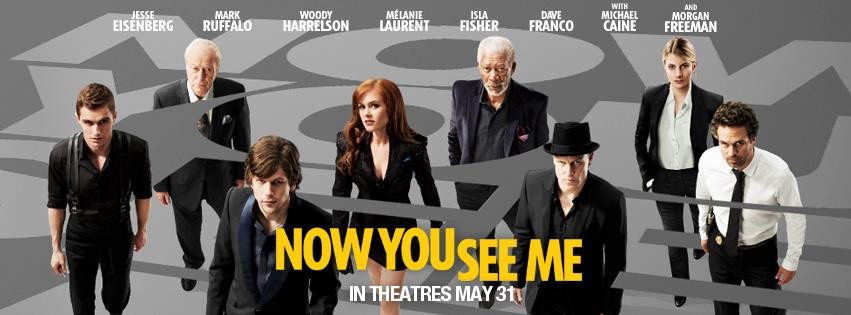 JESSE EISENBERG
MARK RUFFALO
WOODY HARRELSON
MÉLANIE LAURENT
ISLA FISHER
DAVE FRANCO
WITH MICHAEL CAINE
AND MORGAN FREEMAN
NOW YOU SEE ME
IN THEATRES MAY 31